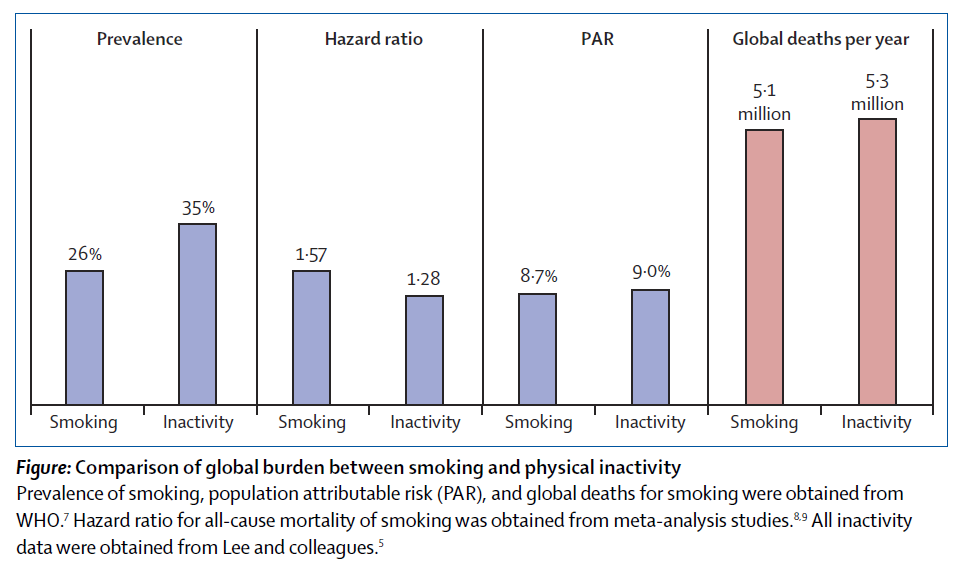 Prevalence Hazard ratio PAR Global deaths per year
5·1 million
5·3 million
35%
26%
1·57
1·28
8·7%
9·0%
Smoking Inactivity Smoking Inactivity Smoking Inactivity Smoking Inactivity
Figure: Comparison of global burden between smoking and physical inactivity
Prevalence of smoking, population attributable risk (PAR), and global deaths for smoking were obtained from
WHO.⁷ Hazard ratio for all-cause mortality of smoking was obtained from meta-analysis studies.⁸,⁹ All inactivity
data were obtained from Lee and colleagues.⁵